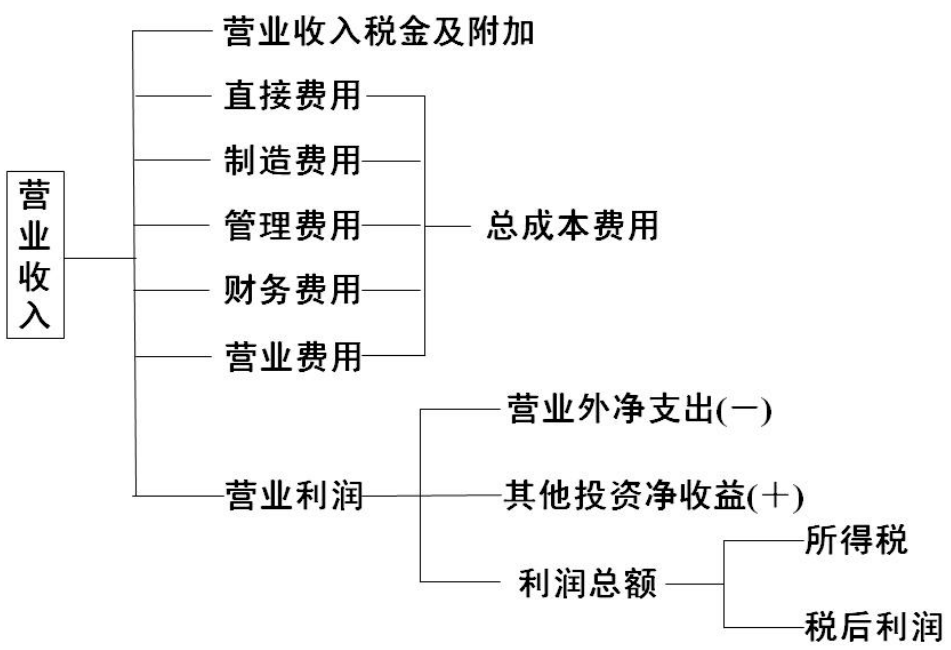 营业收入
营业收入税金及附加
直接费用
制造费用
管理费用
财务费用
营业费用
总成本费用
营业利润
营业外净支出(一)
其他投资净收益(十)
利润总额
所得税
税后利润